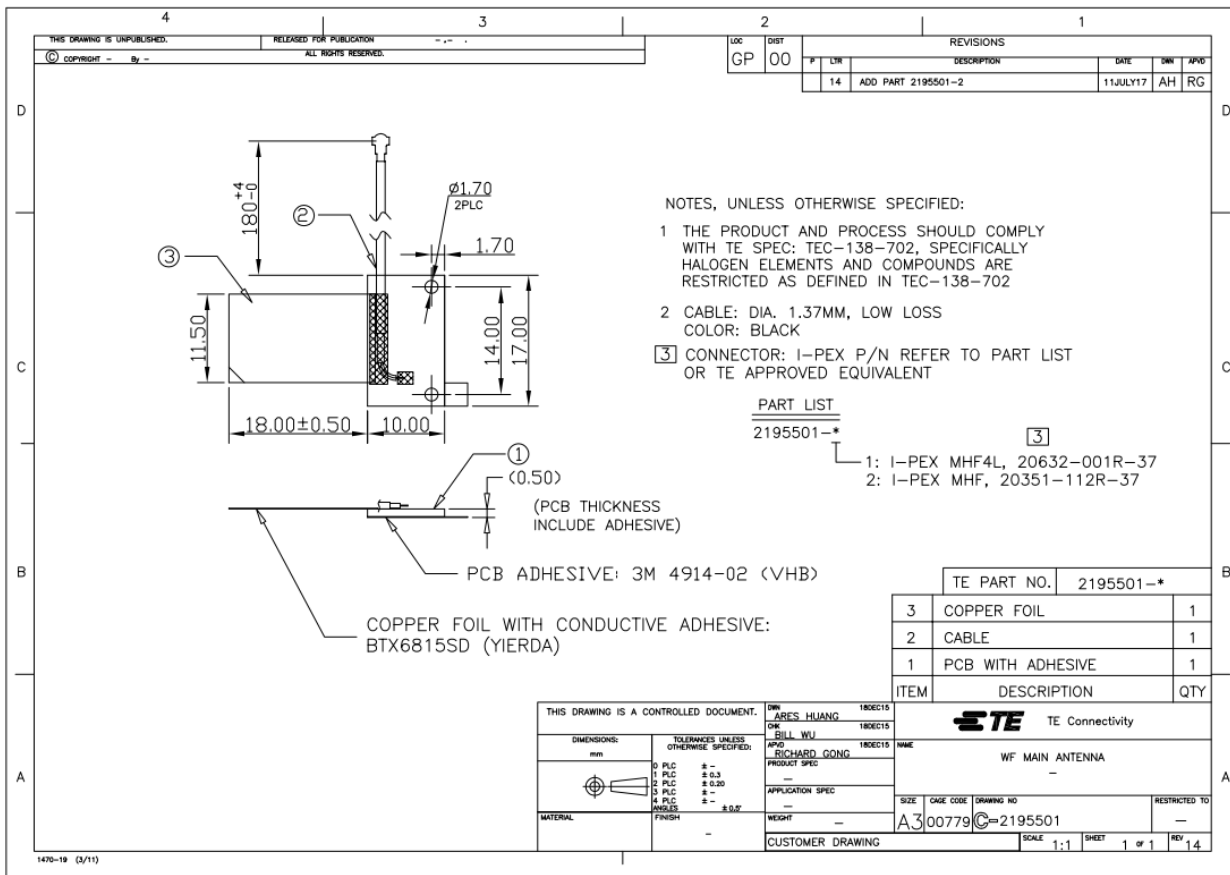 4 3 2 1
THIS DRAWING IS UNPUBLISHED. RELEASED FOR PUBLICATION - ,- .
© COPYRIGHT - By - ALL RIGHTS RESERVED.
LOC DIST REVISIONS
GP 00 P LTR DESCRIPTION DATE DWN APVD
14 ADD PART 2195501-2 11JULY17 AH RG
D D
180 +4 -0
ø1.70
2PLC
2
1.70
3
11.50
14.00
17.00
18.00±0.50 10.00
C C
NOTES, UNLESS OTHERWISE SPECIFIED:
1 THE PRODUCT AND PROCESS SHOULD COMPLY
WITH TE SPEC: TEC-138-702, SPECIFICALLY
HALOGEN ELEMENTS AND COMPOUNDS ARE
RESTRICTED AS DEFINED IN TEC-138-702
2 CABLE: DIA. 1.37MM, LOW LOSS
COLOR: BLACK
3 CONNECTOR: I-PEX P/N REFER TO PART LIST
OR TE APPROVED EQUIVALENT
PART LIST
2195501-* 3
1: I-PEX MHF4L, 20632-001R-37
2: I-PEX MHF, 20351-112R-37
1
(0.50)
(PCB THICKNESS
INCLUDE ADHESIVE)
PCB ADHESIVE: 3M 4914-02 (VHB)
COPPER FOIL WITH CONDUCTIVE ADHESIVE:
BTX6815SD (YIERDA)
B B
TE PART NO. 2195501-*
3 COPPER FOIL 1
2 CABLE 1
1 PCB WITH ADHESIVE 1
ITEM DESCRIPTION QTY
A A
THIS DRAWING IS A CONTROLLED DOCUMENT.
DIMENSIONS:
mm
TOLERANCES UNLESS
OTHERWISE SPECIFIED:
0 PLC ± -
1 PLC ± 0.3
2 PLC ± 0.20
3 PLC ± -
4 PLC ± -
ANGLES ± 0.5°
MATERIAL FINISH
-
DWN 18DEC15
ARES HUANG
CHK 18DEC15
BILL WU
APVD 18DEC15
RICHARD GONG
PRODUCT SPEC
-
APPLICATION SPEC
-
WEIGHT -
CUSTOMER DRAWING
TE TE Connectivity
NAME
WF MAIN ANTENNA
-
SIZE CAGE CODE DRAWING NO RESTRICTED TO
A3 00779 C-2195501 -
SCALE 1:1 SHEET 1 OF 1 REV 14
1470-19 (3/11)